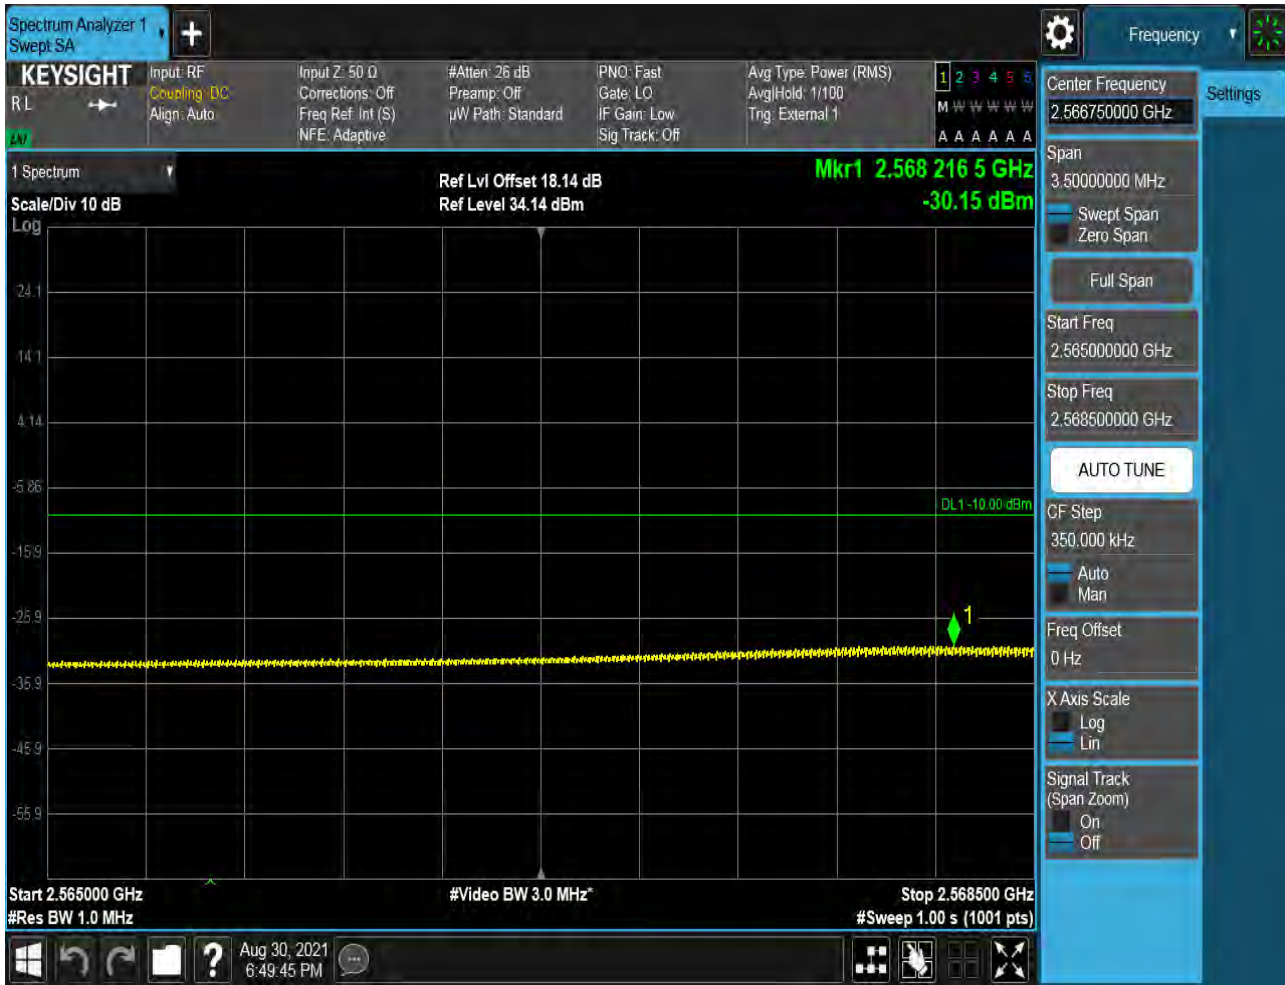 Spectrum Analyzer 1
Swept SA
Frequency
KEYSIGHT
R L
LNI
Input: RF
Coupling: DC
Align: Auto
Input Z: 50 Ω
Corrections: Off
Freq Ref: Int (S)
NFE: Adaptive
#Atten: 26 dB
Preamp: Off
µW Path: Standard
PNO: Fast
Gate: LO
IF Gain: Low
Sig Track: Off
Avg Type: Power (RMS)
Avg|Hold: 1/100
Trig: External 1
1 2 3 4 5 6
M W W W W W
A A A A A A
1 Spectrum
Scale/Div 10 dB
Log
Ref Lvl Offset 18.14 dB
Ref Level 34.14 dBm
Mkr1 2.568 216 5 GHz
-30.15 dBm
24.1
14.1
4.14
-5.86
DL1 -10.00 dBm
-15.9
-25.9
1
-35.9
-45.9
-55.9
Start 2.565000 GHz
#Video BW 3.0 MHz*
Stop 2.568500 GHz
#Res BW 1.0 MHz
#Sweep 1.00 s (1001 pts)
Aug 30, 2021
6:49:45 PM
Center Frequency
2.566750000 GHz
Settings
Span
3.50000000 MHz
Swept Span
Zero Span
Full Span
Start Freq
2.565000000 GHz
Stop Freq
2.568500000 GHz
AUTO TUNE
CF Step
350.000 kHz
Auto
Man
Freq Offset
0 Hz
X Axis Scale
Log
Lin
Signal Track
(Span Zoom)
On
Off